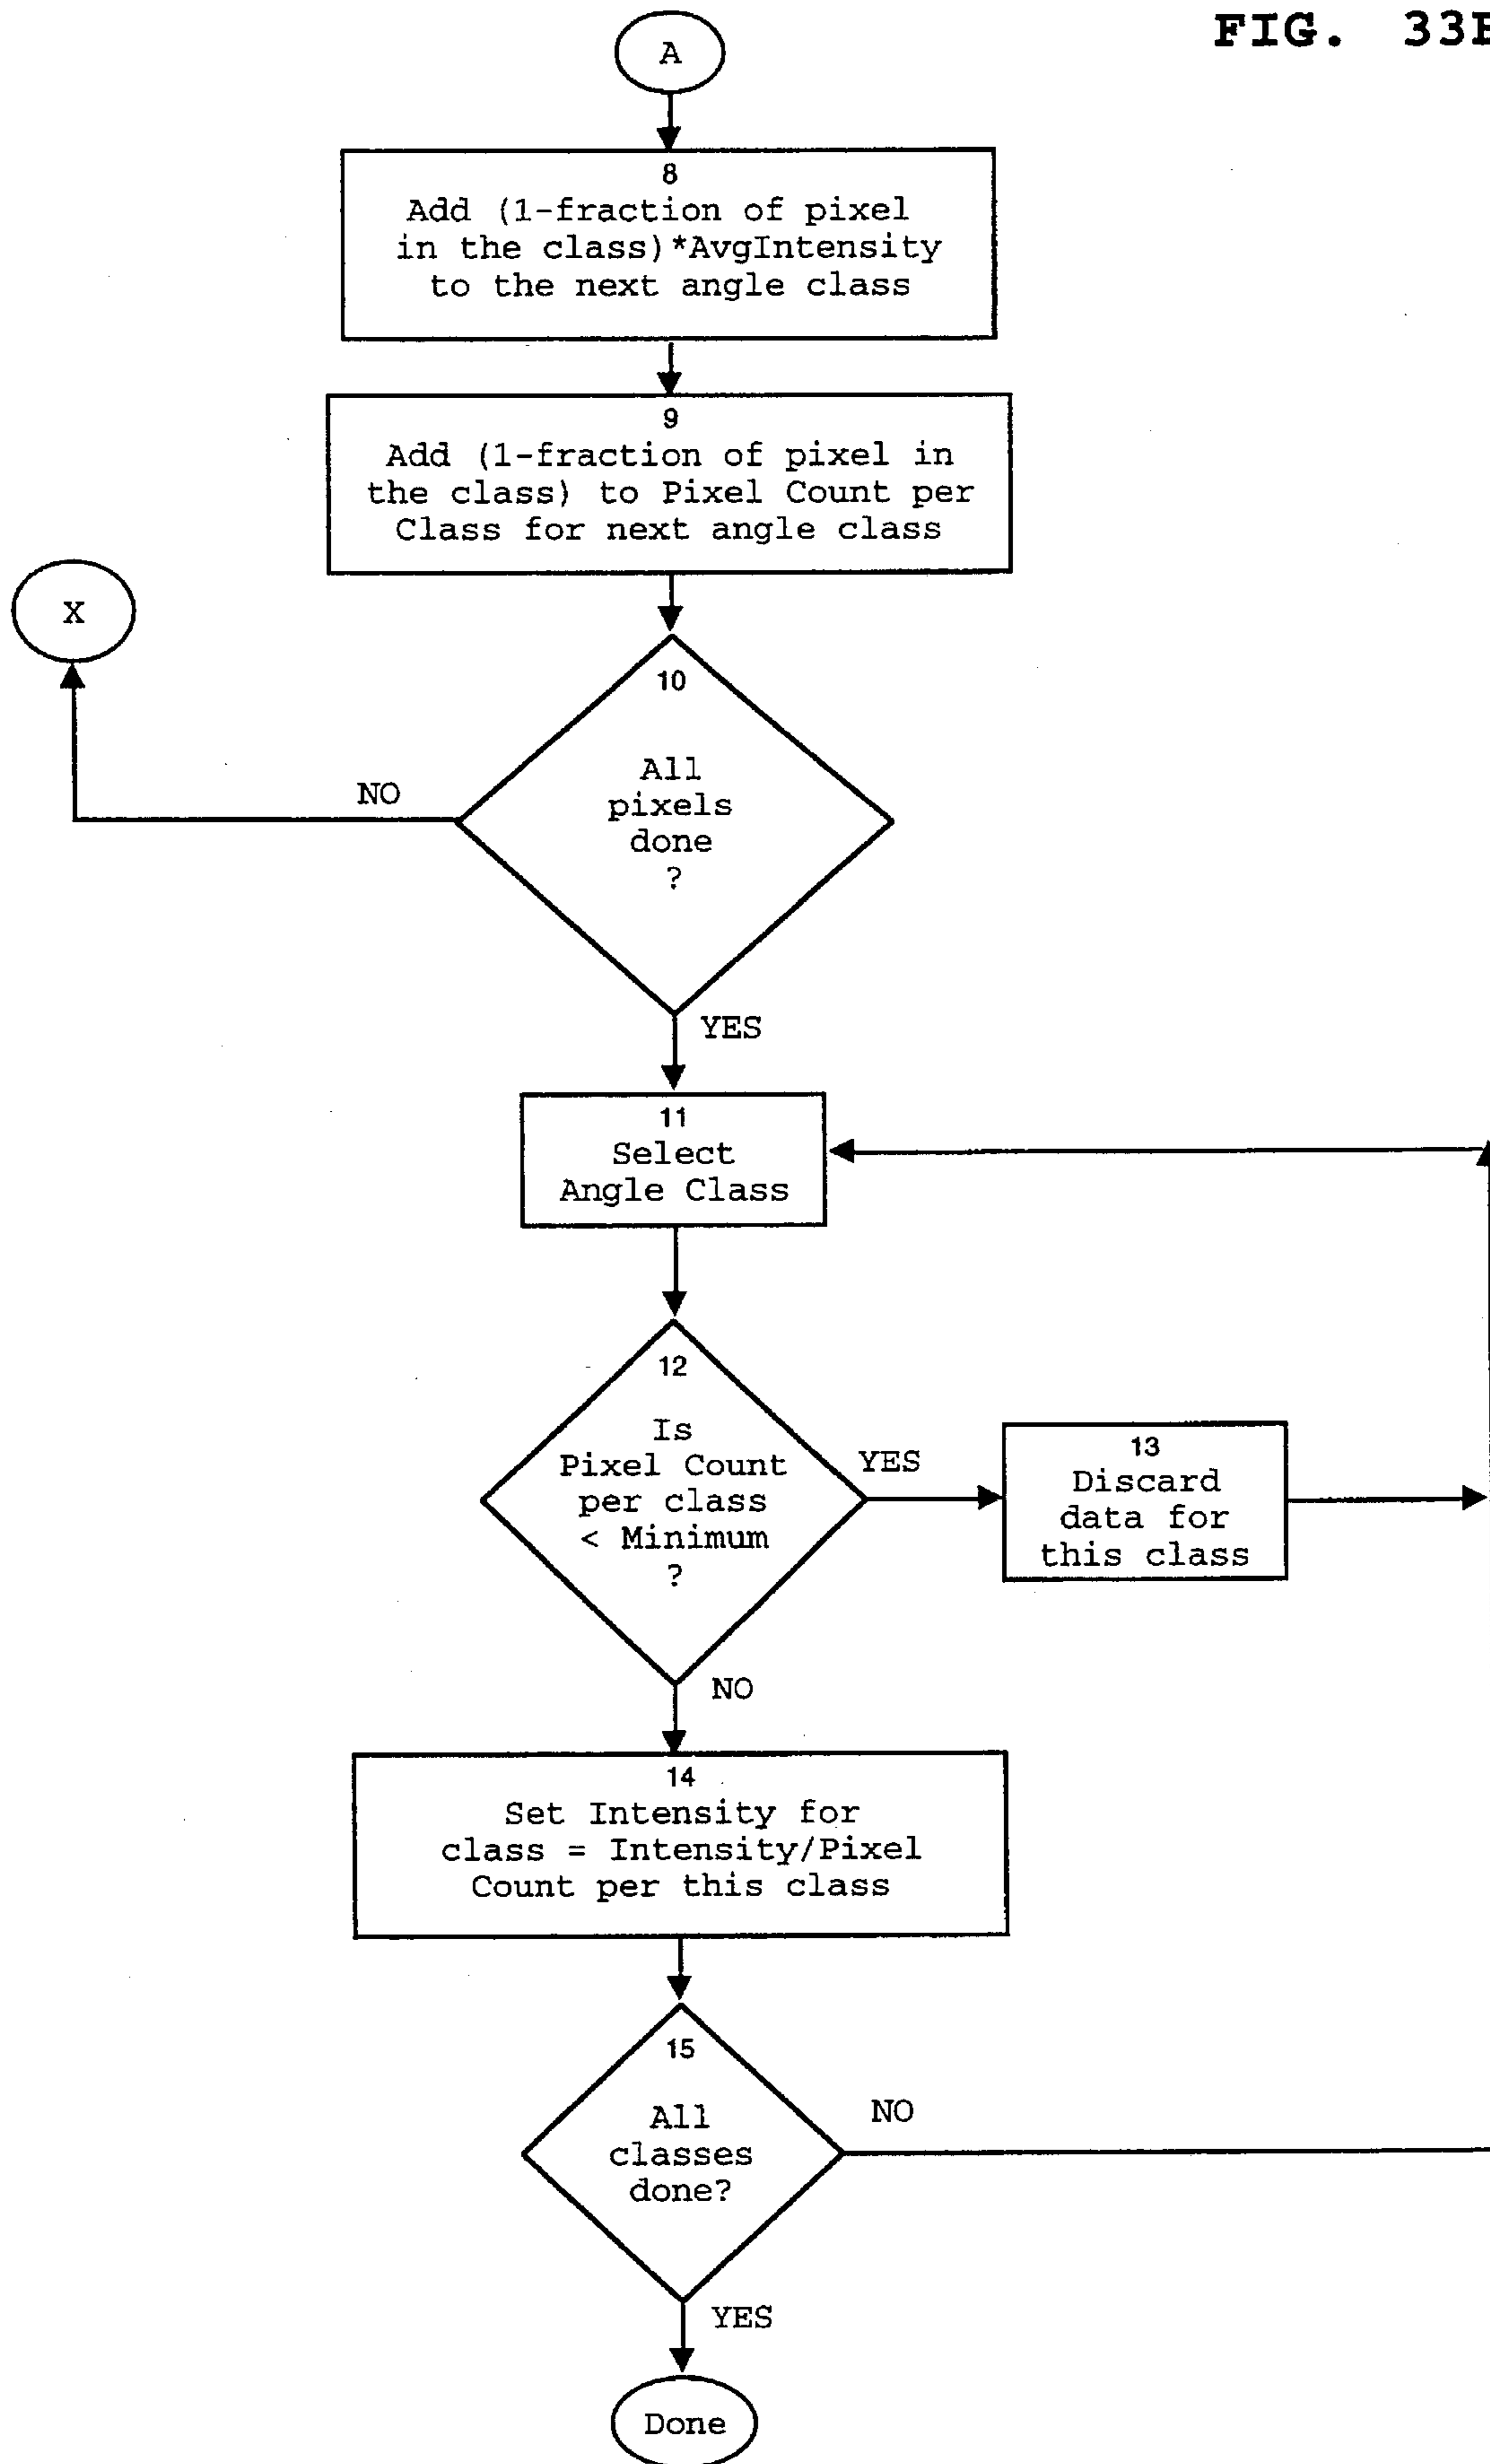 FIG. 33B
A
8
Add (1-fraction of pixel
in the class)*AvgIntensity
to the next angle class
9
Add (1-fraction of pixel in
the class) to Pixel Count per
Class for next angle class
X
10
All
pixels
done
?
NO
YES
11
Select
Angle Class
12
Is
Pixel Count
per class
< Minimum
?
YES
13
Discard
data for
this class
NO
14
Set Intensity for
class = Intensity/Pixel
Count per this class
15
All
classes
done?
NO
YES
Done